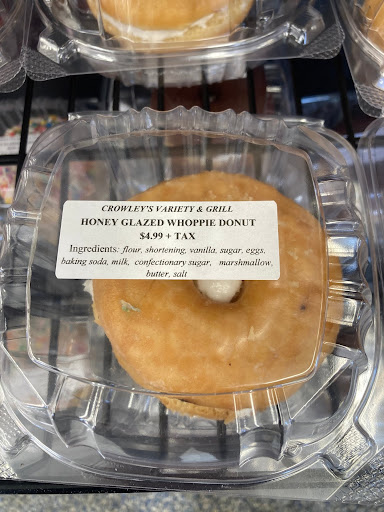 CROWLEY'S VARIETY & GRILL
HONEY GLAZED WHOPPIE DONUT
$4.99 + TAX
Ingredients: flour, shortening, vanilla, sugar, eggs,
baking soda, milk, confectionary sugar, marshmallow,
butter, salt